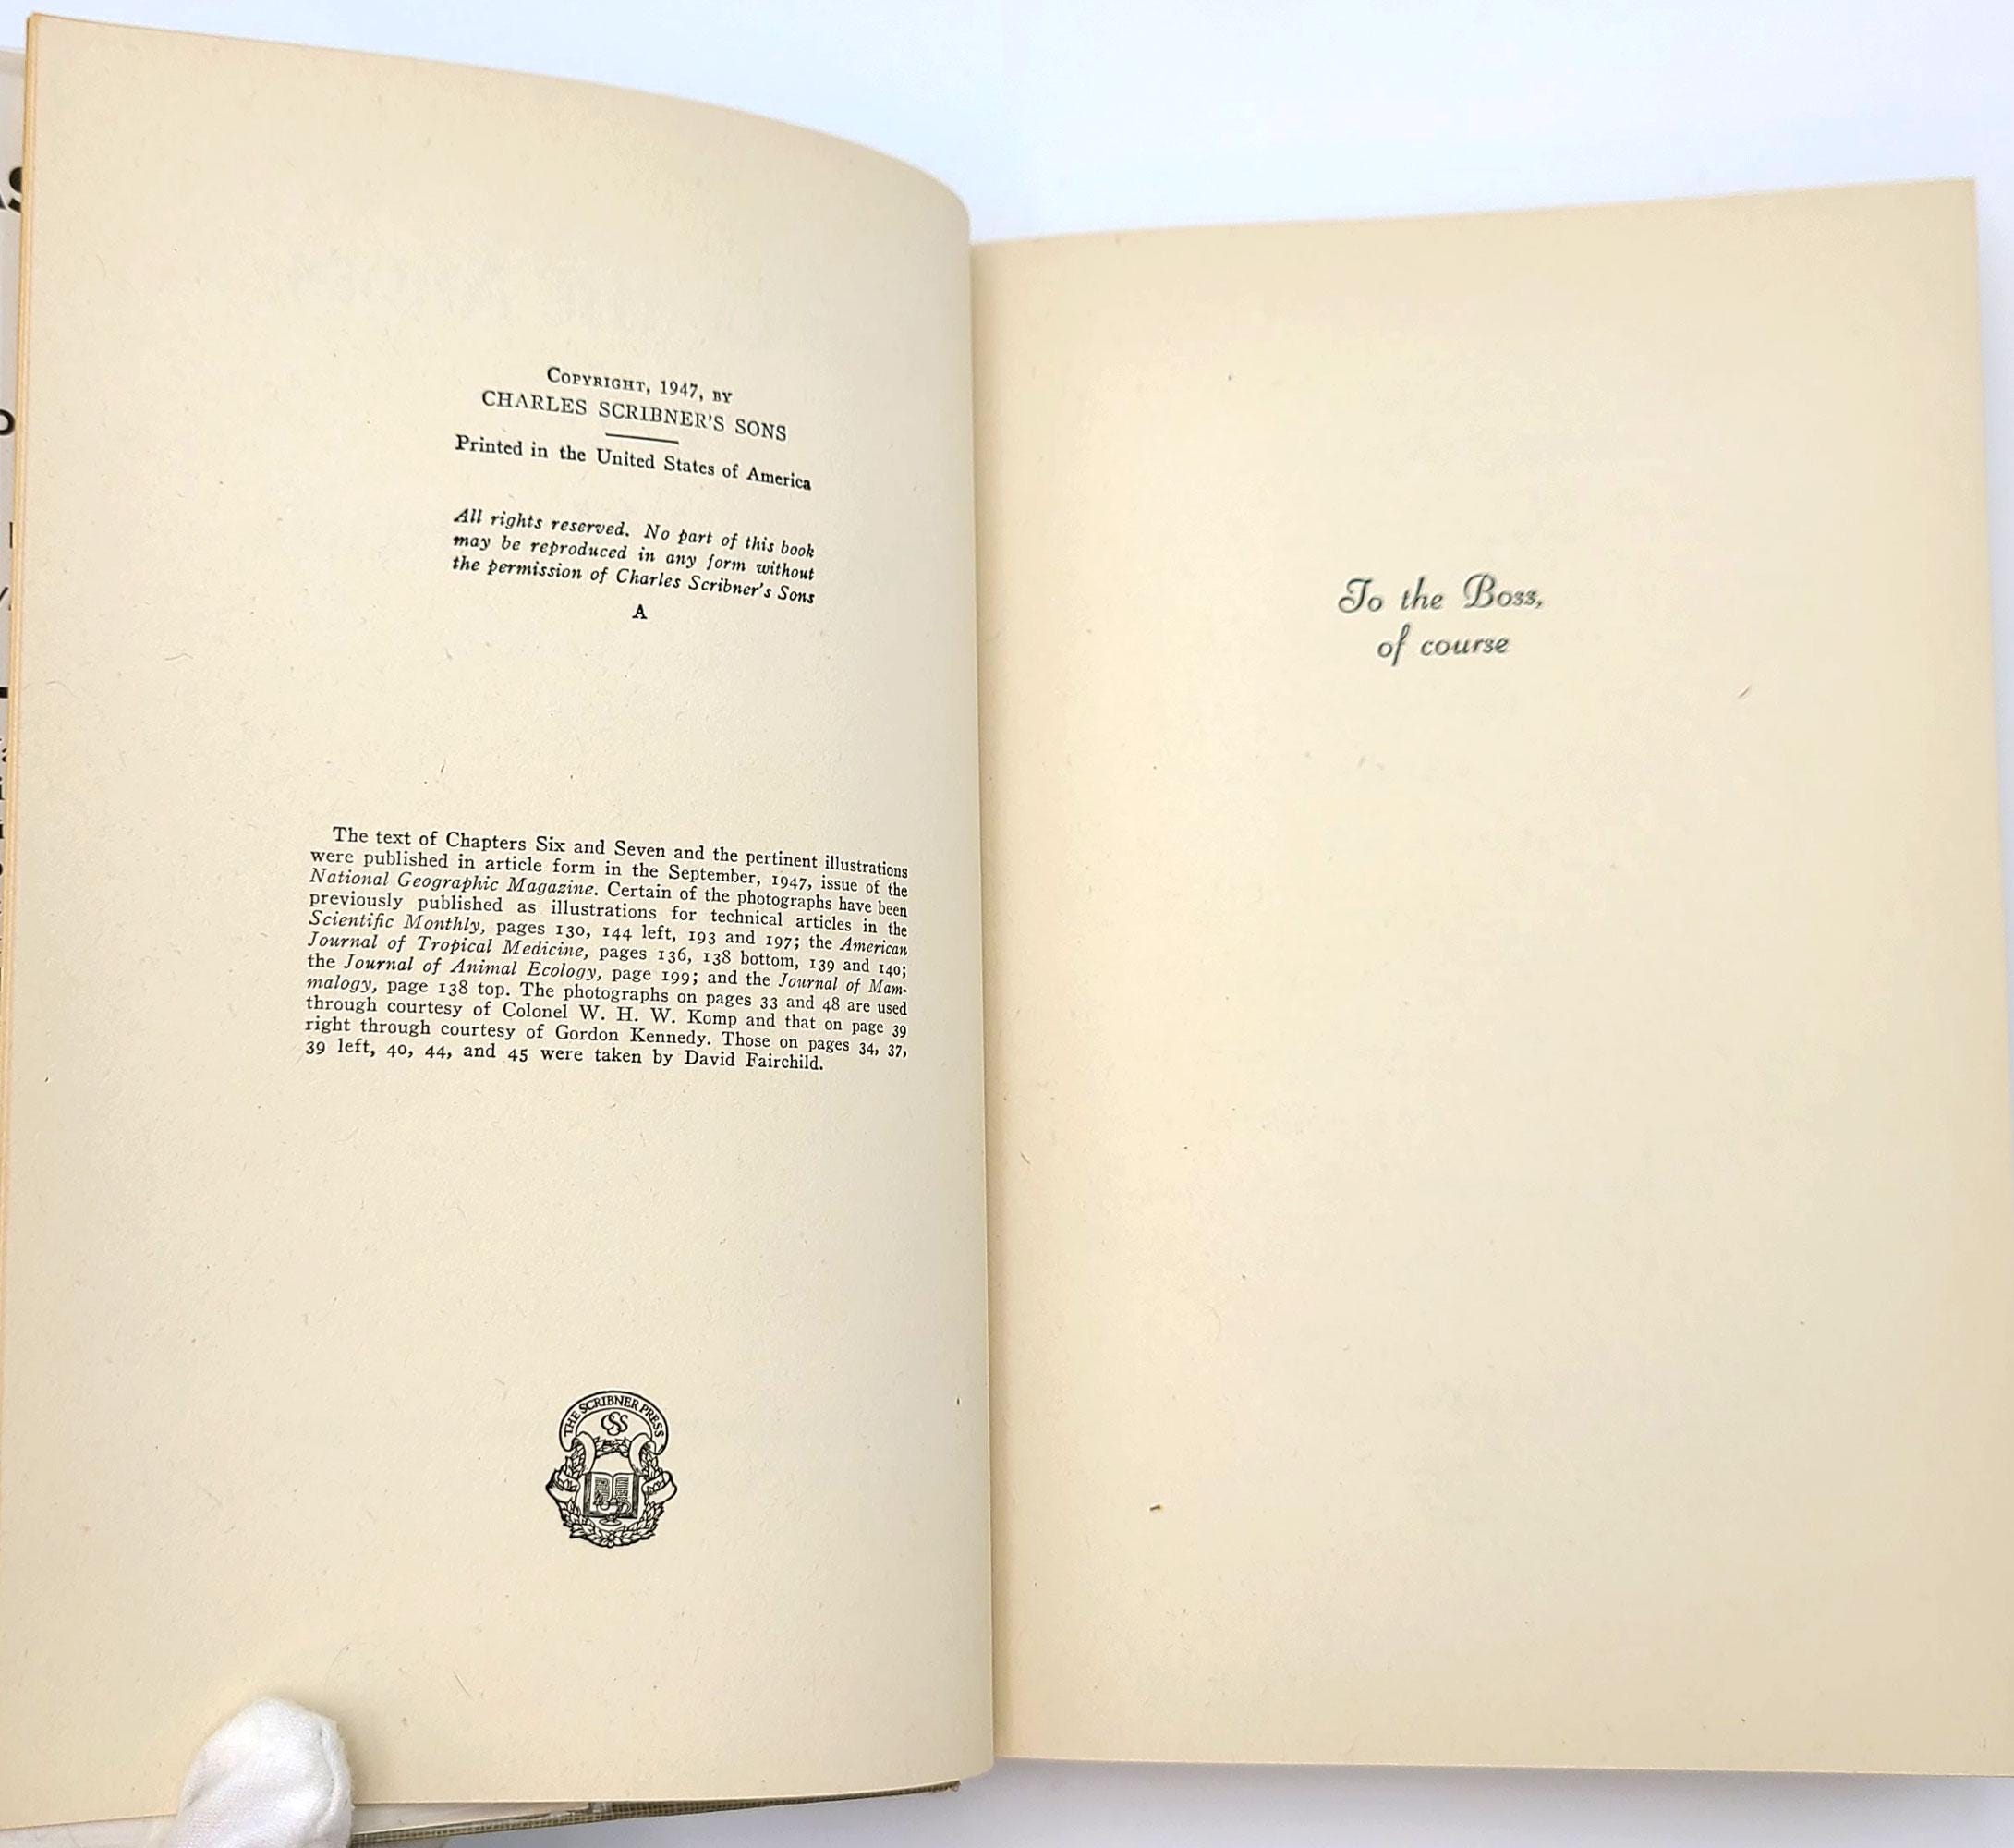 COPYRIGHT, 1947, BY
CHARLES SCRIBNER'S SONS
Printed in the United States of America
All rights reserved. No part of this book
may be reproduced in any form without
the permission of Charles Scribner's Sons
A
The text of Chapters Six and Seven and the pertinent illustrations
were published in article form in the September, 1947, issue of the
National Geographic Magazine. Certain of the photographs have been
previously published as illustrations for technical articles in the
Scientific Monthly, pages 130, 144 left, 193 and 197; the American
Journal of Tropical Medicine, pages 136, 138 bottom, 139 and 140;
the Journal of Animal Ecology, page 199; and the Journal of Mam-
malogy, page 138 top. The photographs on pages 33 and 48 are used
through courtesy of Colonel W. H. W. Komp and that on page 39
right through courtesy of Gordon Kennedy. Those on pages 34, 37,
39 left, 40, 44, and 45 were taken by David Fairchild.
THE SCRIBNER PRESS
CSS
To the Boss,
of course